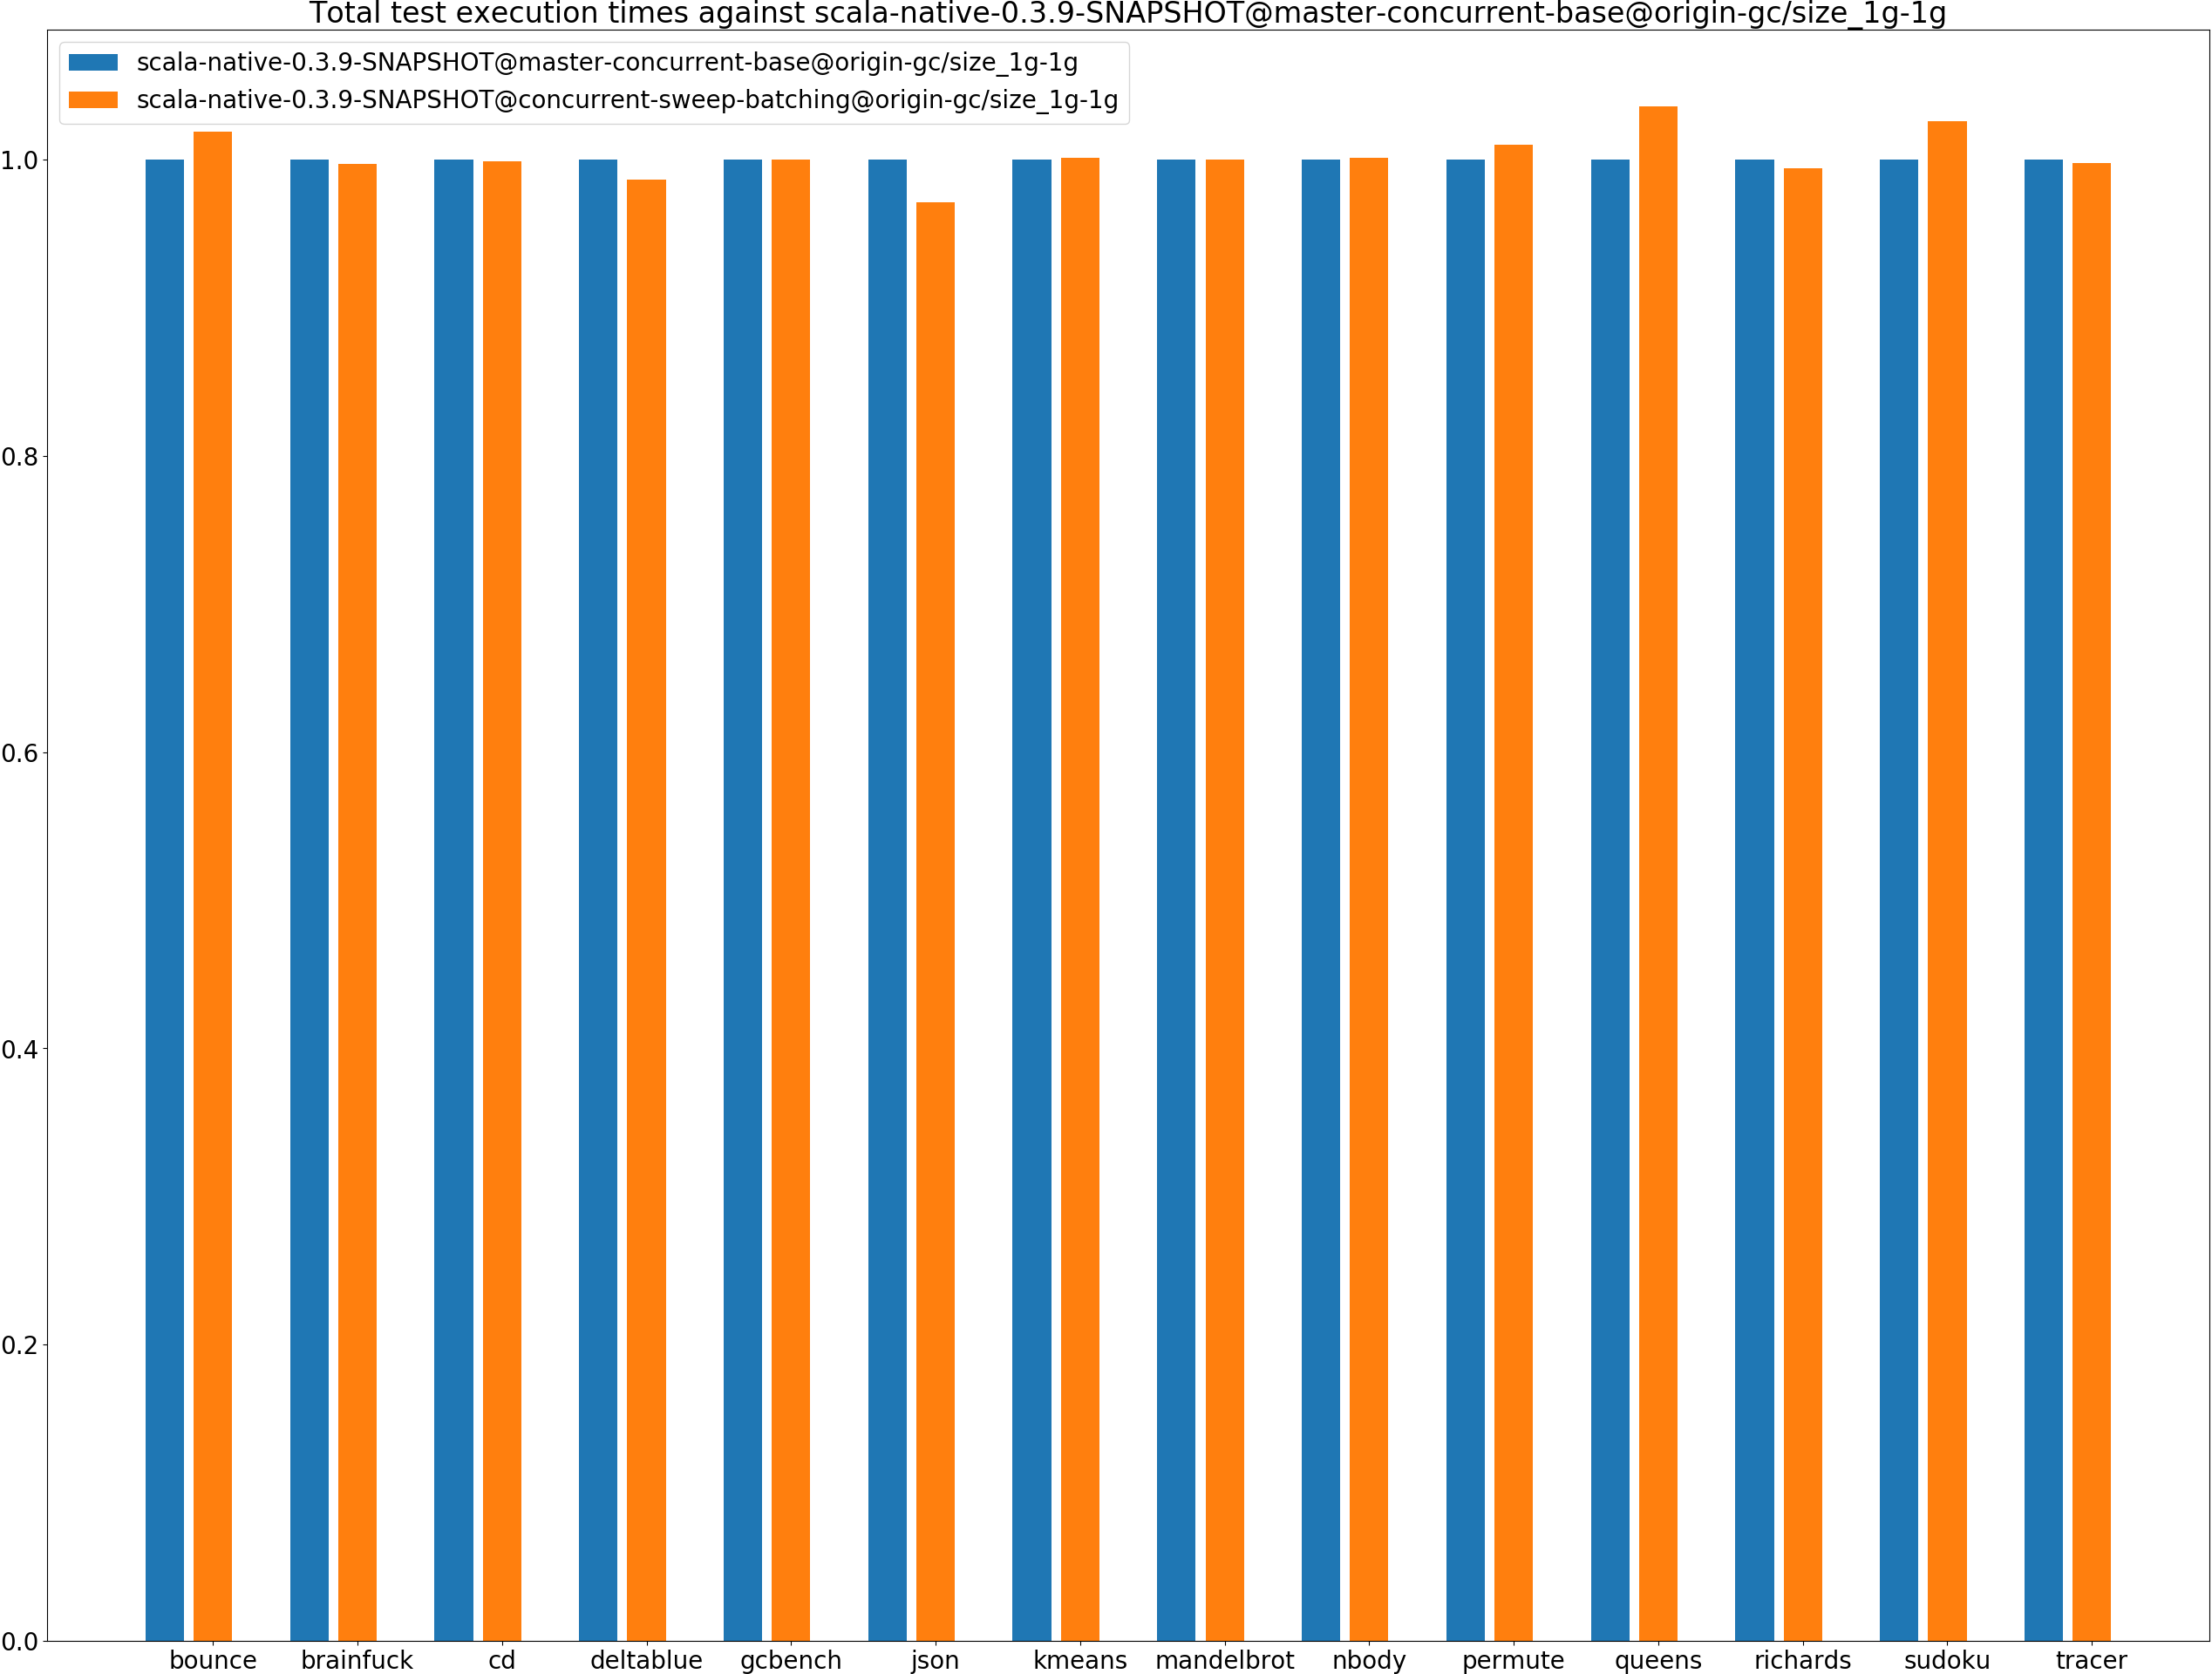 Total test execution times against scala-native-0.3.9-SNAPSHOT@master-concurrent-base@origin-gc/size_1g-1g
scala-native-0.3.9-SNAPSHOT@master-concurrent-base@origin-gc/size_1g-1g
scala-native-0.3.9-SNAPSHOT@concurrent-sweep-batching@origin-gc/size_1g-1g
1.0
0.8
0.6
0.4
0.2
0.0
bounce brainfuck cd deltablue gcbench json kmeans mandelbrot nbody permute queens richards sudoku tracer